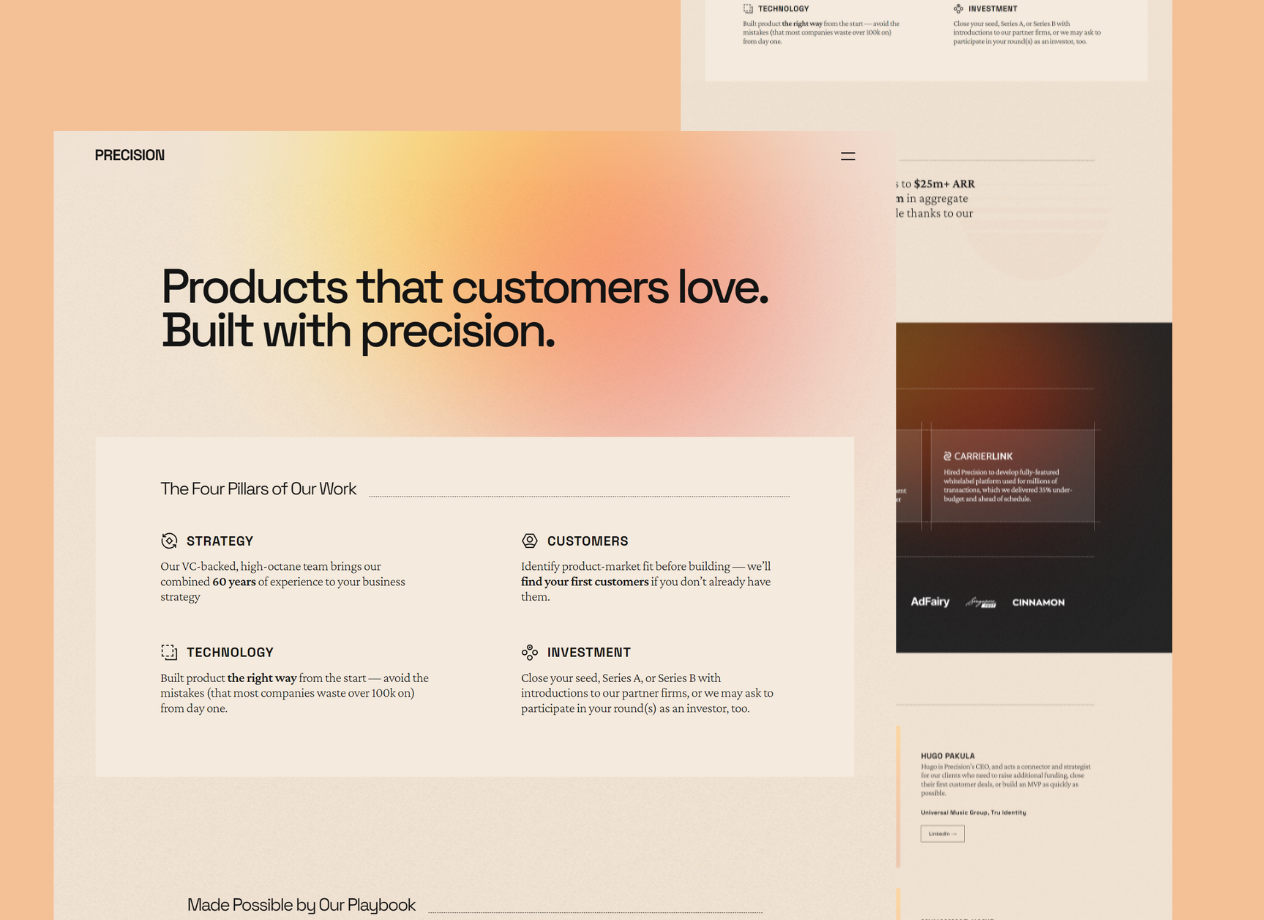 TECHNOLOGY
Built product the right way from the start — avoid the
mistakes (that most companies waste over 100k on)
from day one.
INVESTMENT
Close your seed, Series A, or Series B with
introductions to our partner firms, or we may ask to
participate in your round(s) as an investor, too.
PRECISION
Products that customers love.
Built with precision.
The Four Pillars of Our Work
STRATEGY
Our VC-backed, high-octane team brings our
combined 60 years of experience to your business
strategy
CUSTOMERS
Identify product-market fit before building — we'll
find your first customers if you don't already have
them.
TECHNOLOGY
Built product the right way from the start — avoid the
mistakes (that most companies waste over 100k on)
from day one.
INVESTMENT
Close your seed, Series A, or Series B with
introductions to our partner firms, or we may ask to
participate in your round(s) as an investor, too.
Made Possible by Our Playbook
to $25m+ ARR
in aggregate
thanks to our
CARRIERLINK
Hired Precision to develop fully-featured
whitelabel platform used for millions of
transactions, which we delivered 35% under-
budget and ahead of schedule.
AdFairy
CINNAMON
HUGO PAKULA
Hugo is Precision's CEO, and acts a connector and strategist
for our clients who need to raise additional funding, close
their first customer deals, or build an MVP as quickly as
possible.
Universal Music Group, Tru Identity
LinkedIn →